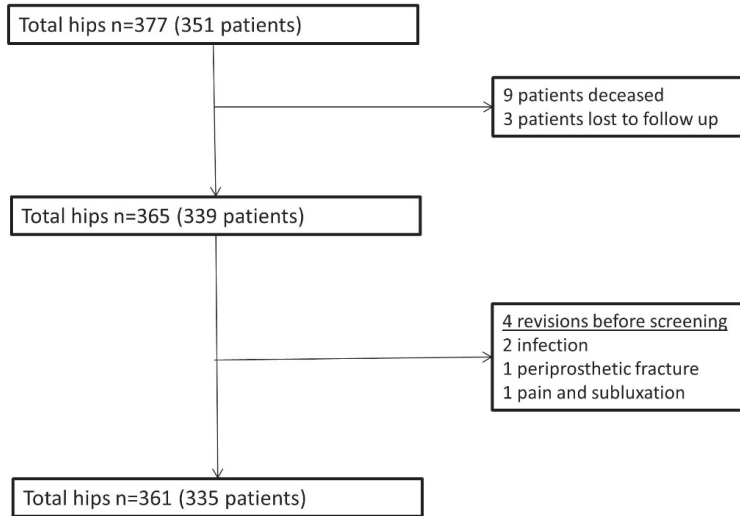 Total hips n=377 (351 patients)
9 patients deceased
3 patients lost to follow up
Total hips n=365 (339 patients)
4 revisions before screening
2 infection
1 periprosthetic fracture
1 pain and subluxation
Total hips n=361 (335 patients)